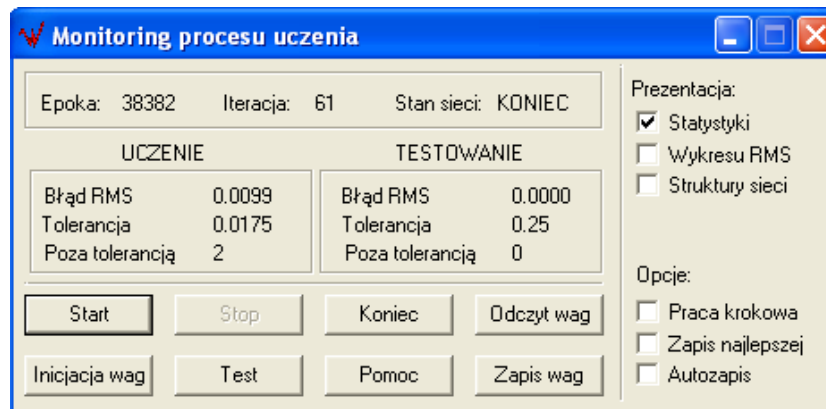 Monitoring procesu uczenia
Epoka: 38382 Iteracja: 61 Stan sieci: KONIEC
UCZENIE TESTOWANIE
Błąd RMS 0.0099 Błąd RMS 0.0000
Tolerancja 0.0175 Tolerancja 0.25
Poza tolerancją 2 Poza tolerancją 0
Start Stop Koniec Odczyt wag
Inicjacja wag Test Pomoc Zapis wag
Prezentacja:
Statystyki
Wykresu RMS
Struktury sieci
Opcje:
Praca krokowa
Zapis najlepszej
Autozapis